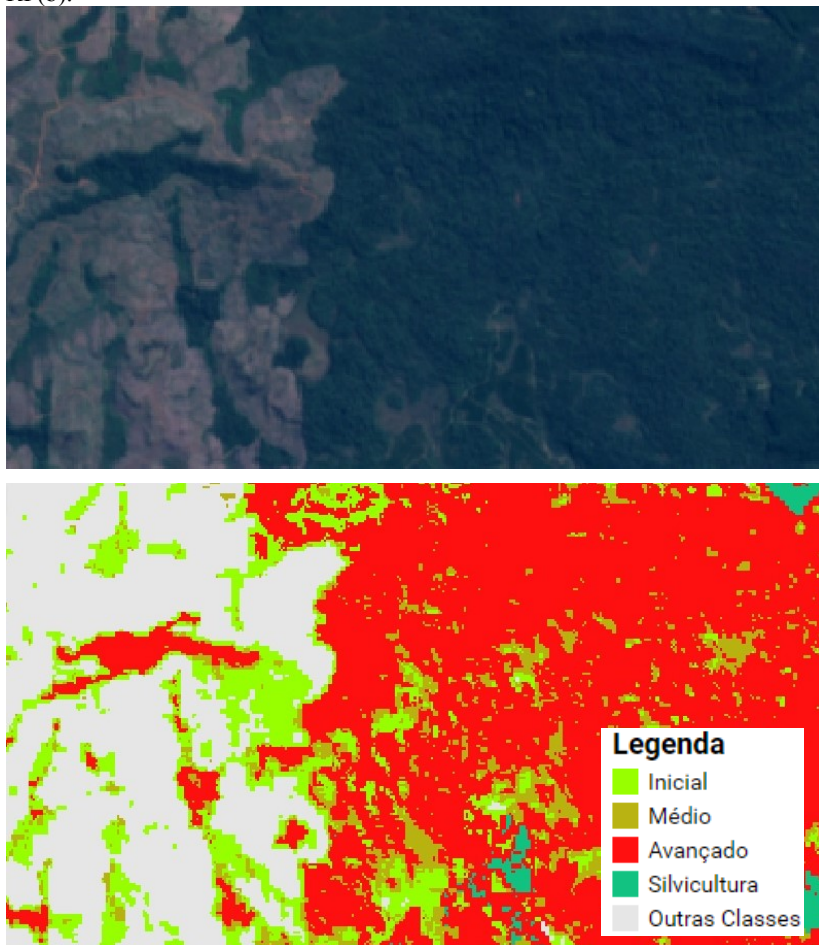 Legenda
Inicial
Médio
Avançado
Silvicultura
Outras Classes